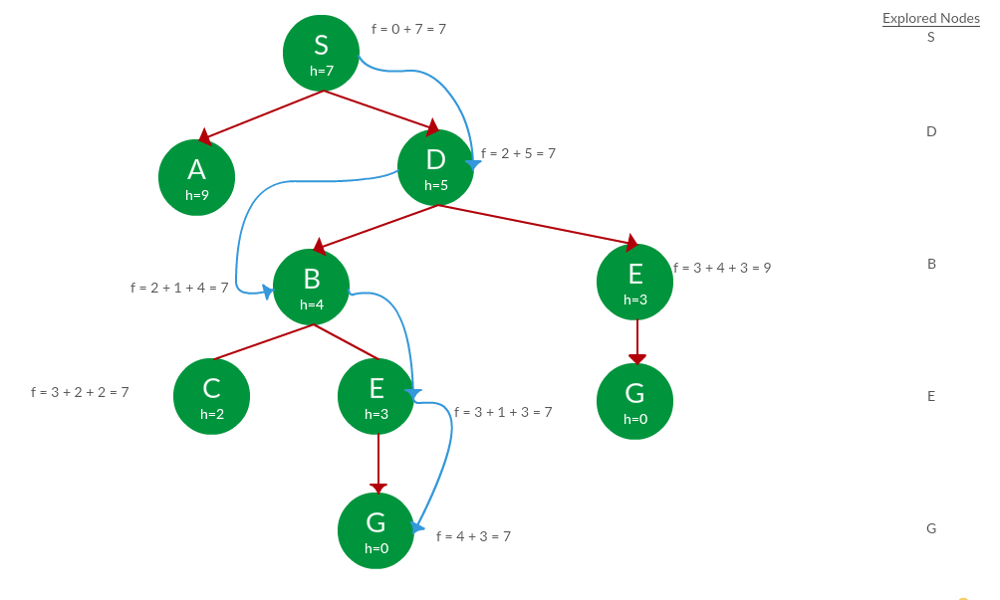 Explored Nodes
S
f = 0 + 7 = 7
S
h=7
D
A
h=9
D
h=5
f = 2 + 5 = 7
B
f = 2 + 1 + 4 = 7
B
h=4
E
h=3
f = 3 + 4 + 3 = 9
f = 3 + 2 + 2 = 7
C
h=2
E
h=3
f = 3 + 1 + 3 = 7
G
h=0
E
G
h=0
f = 4 + 3 = 7
G